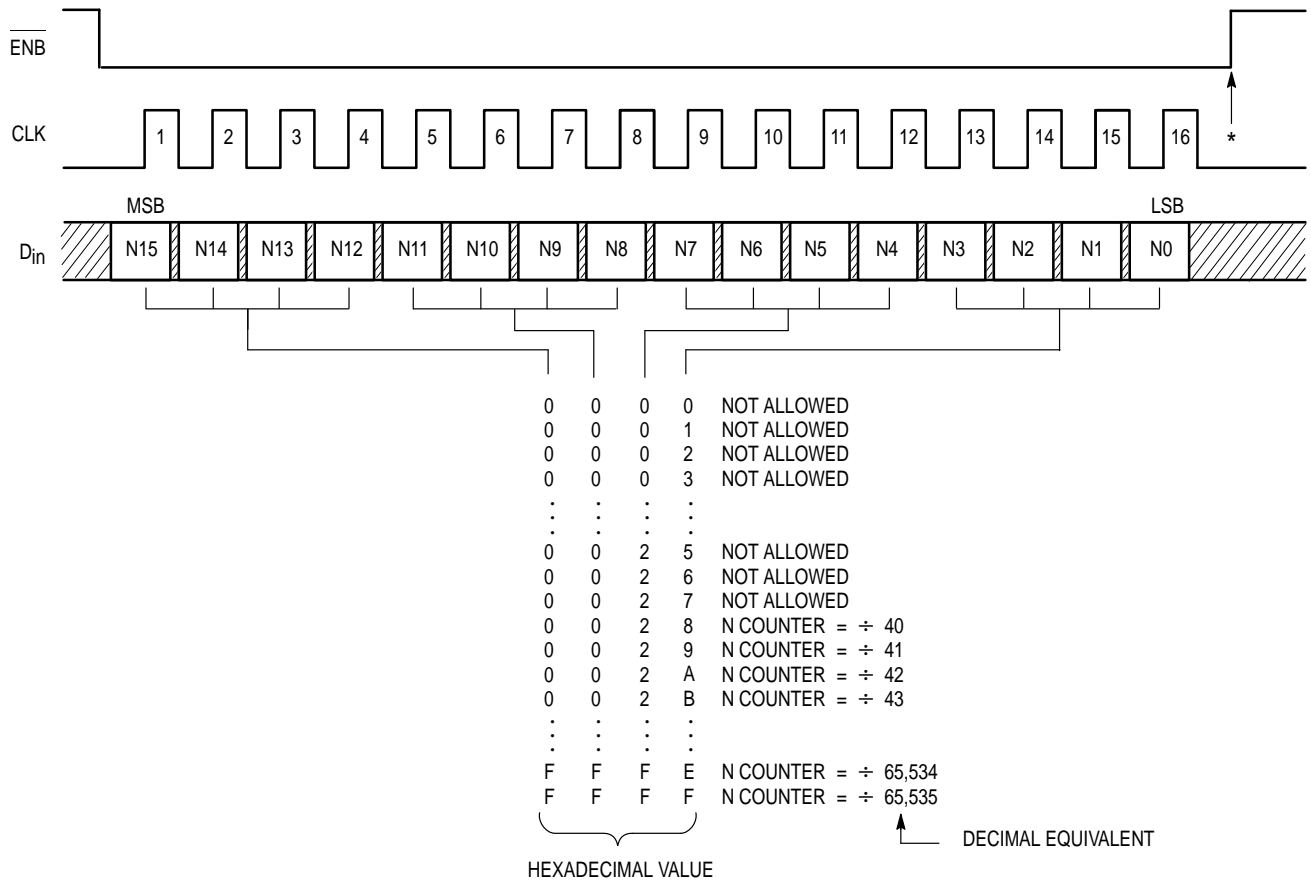 ENB
CLK
1 2 3 4 5 6 7 8 9 10 11 12 13 14 15 16 *
MSB LSB
Din
N15 N14 N13 N12 N11 N10 N9 N8 N7 N6 N5 N4 N3 N2 N1 N0
0 0 0 0 NOT ALLOWED
0 0 0 1 NOT ALLOWED
0 0 0 2 NOT ALLOWED
0 0 0 3 NOT ALLOWED
0 0 2 5 NOT ALLOWED
0 0 2 6 NOT ALLOWED
0 0 2 7 NOT ALLOWED
0 0 2 8 N COUNTER = ÷ 40
0 0 2 9 N COUNTER = ÷ 41
0 0 2 A N COUNTER = ÷ 42
0 0 2 B N COUNTER = ÷ 43
F F F E N COUNTER = ÷ 65,534
F F F F N COUNTER = ÷ 65,535
DECIMAL EQUIVALENT
HEXADECIMAL VALUE